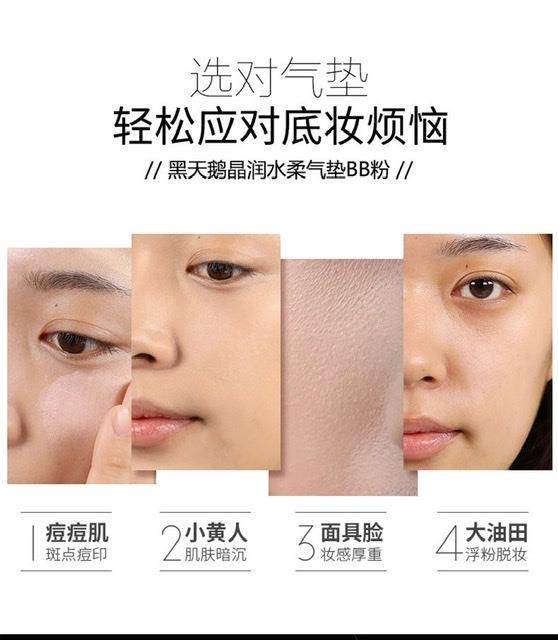 选对气垫
轻松应对底妆烦恼
// 黑天鹅晶润水柔气垫BB粉 //
1 痘痘肌
斑点痘印
2 小黄人
肌肤暗沉
3 面具脸
妆感厚重
4 大油田
浮粉脱妆